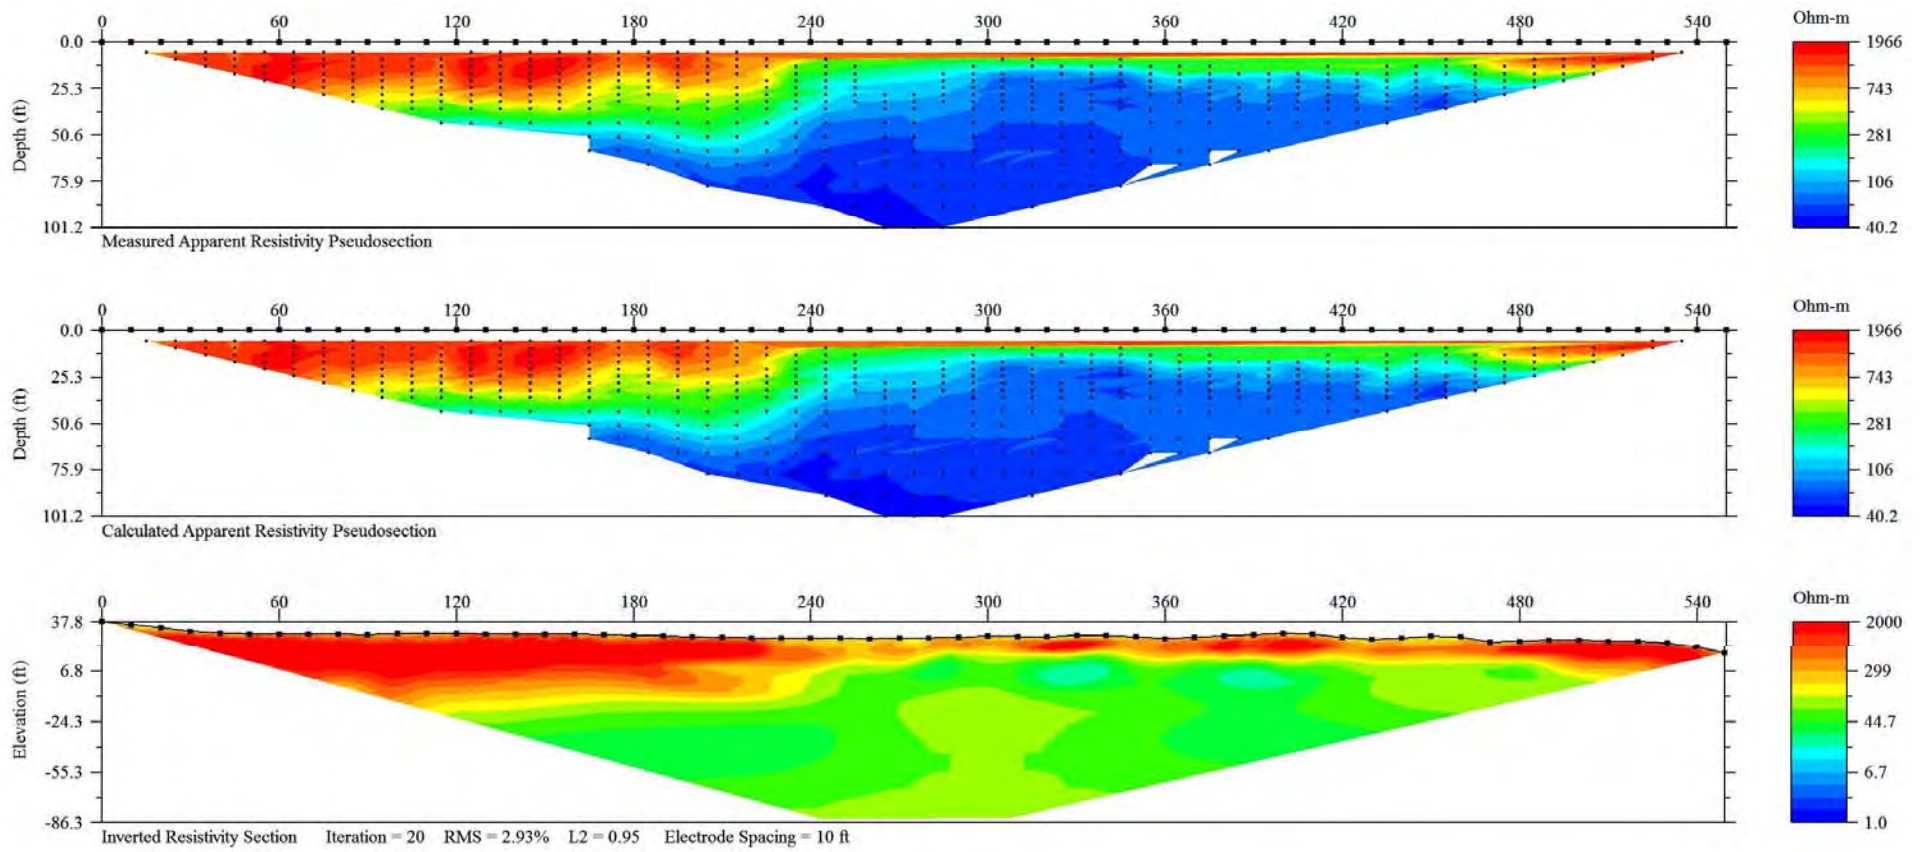 0 60 120 180 240 300 360 420 480 540 Ohm-m
0.0 1966
25.3 743
50.6 281
75.9 106
101.2 40.2
Depth (ft)
Measured Apparent Resistivity Pseudosection
0 60 120 180 240 300 360 420 480 540 Ohm-m
0.0 1966
25.3 743
50.6 281
75.9 106
101.2 40.2
Depth (ft)
Calculated Apparent Resistivity Pseudosection
0 60 120 180 240 300 360 420 480 540 Ohm-m
37.8 2000
6.8 299
-24.3 44.7
-55.3 6.7
-86.3 1.0
Elevation (ft)
Inverted Resistivity Section Iteration = 20 RMS = 2.93% L2 = 0.95 Electrode Spacing = 10 ft